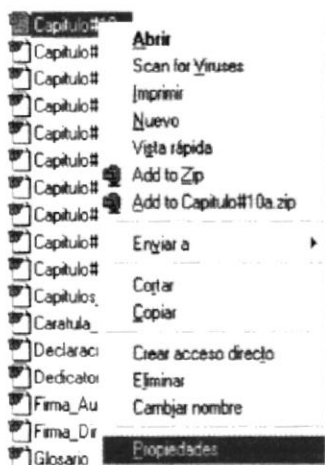 Capitulo#10
Capitulo#
Capitulo#
Capitulo#
Capitulo#
Capitulo#
Capitulo#
Capitulo#
Capitulo#
Capitulo#
Capitulos_
Caratula_
Declaraci
Dedicator
Firma_Au
Firma_Dir
Glosario
Abrir
Scan for Viruses
Imprimir
Nuevo
Vista rápida
Add to Zip
Add to Capitulo#10a.zip
Enviar a
Cortar
Copiar
Crear acceso directo
Eliminar
Cambiar nombre
Propiedades